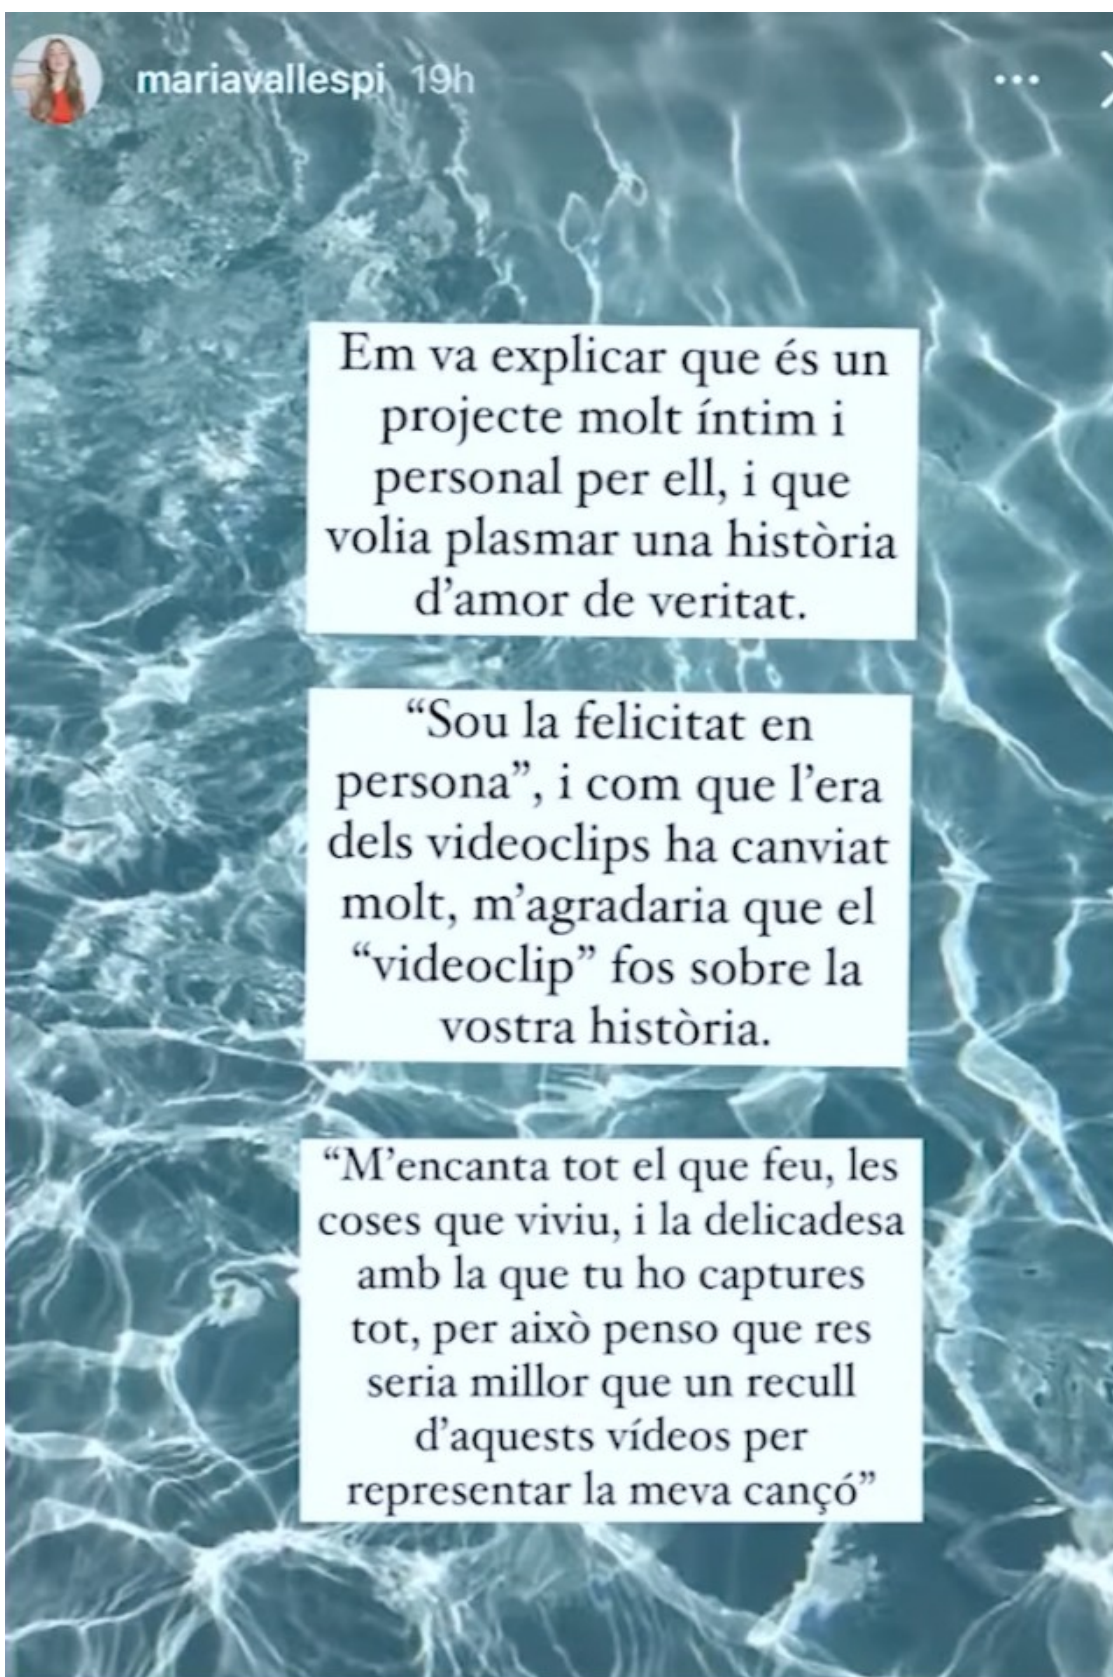 mariavallespi 19h
Em va explicar que és un
projecte molt íntim i
personal per ell, i que
volia plasmar una història
d’amor de veritat.
“Sou la felicitat en
persona”, i com que l’era
dels videoclips ha canviat
molt, m’agradaria que el
“videoclip” fos sobre la
vostra història.
“M’encanta tot el que feu, les
coses que viviu, i la delicadesa
amb la que tu ho captures
tot, per això penso que res
seria millor que un recull
d’aquests vídeos per
representar la meva cançó”